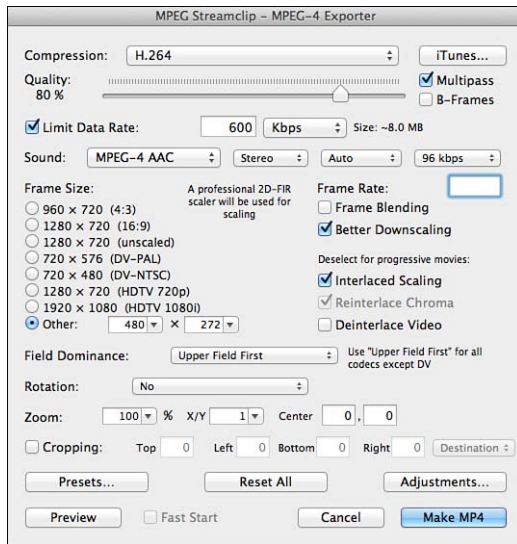 MPEG Streamclip – MPEG-4 Exporter
Compression: H.264 iTunes...
Quality: Multipass
80 % B-Frames
Limit Data Rate: 600 Kbps Size: ~8.0 MB
Sound: MPEG-4 AAC Stereo Auto 96 kbps
Frame Size:
960 × 720 (4:3)
1280 × 720 (16:9)
1280 × 720 (unscaled)
720 × 576 (DV-PAL)
720 × 480 (DV-NTSC)
1280 × 720 (HDTV 720p)
1920 × 1080 (HDTV 1080i)
Other: 480 × 272
A professional 2D-FIR
scaler will be used for
scaling
Frame Rate:
Frame Blending
Better Downscaling
Deselect for progressive movies:
Interlaced Scaling
Reinterlace Chroma
Deinterlace Video
Field Dominance: Upper Field First
Use "Upper Field First" for all
codecs except DV
Rotation: No
Zoom: 100 % X/Y 1 Center 0 , 0
Cropping: Top 0 Left 0 Bottom 0 Right 0 Destination
Presets... Reset All Adjustments...
Preview Fast Start Cancel Make MP4